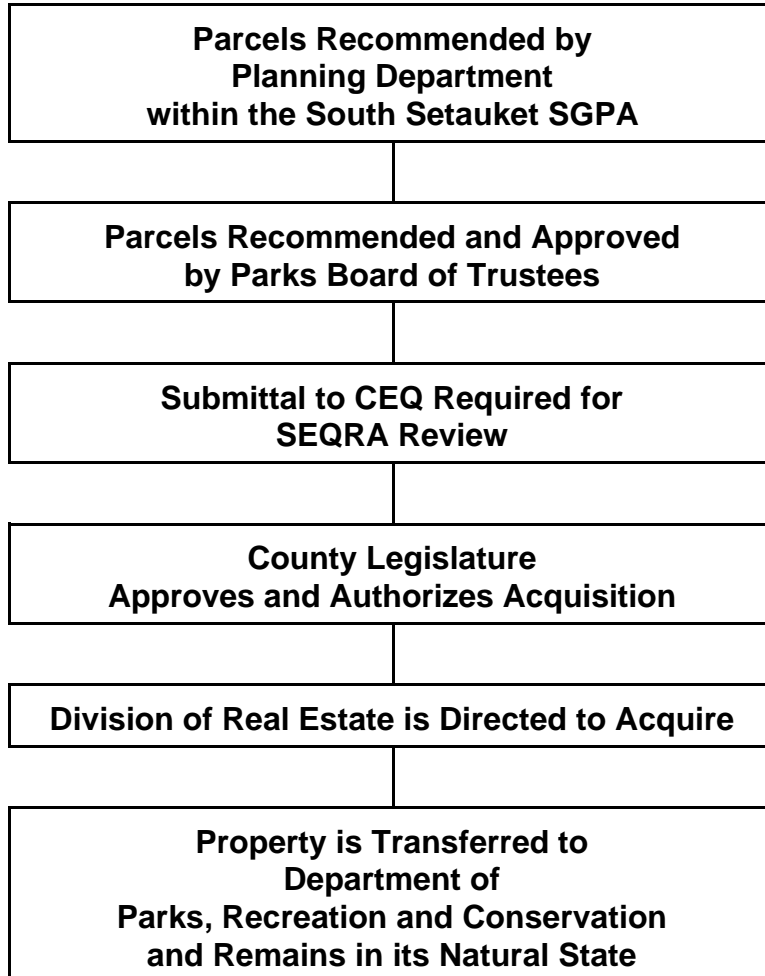 Parcels Recommended by
Planning Department
within the South Setauket SGPA
Parcels Recommended and Approved
by Parks Board of Trustees
Submittal to CEQ Required for
SEQRA Review
County Legislature
Approves and Authorizes Acquisition
Division of Real Estate is Directed to Acquire
Property is Transferred to
Department of
Parks, Recreation and Conservation
and Remains in its Natural State